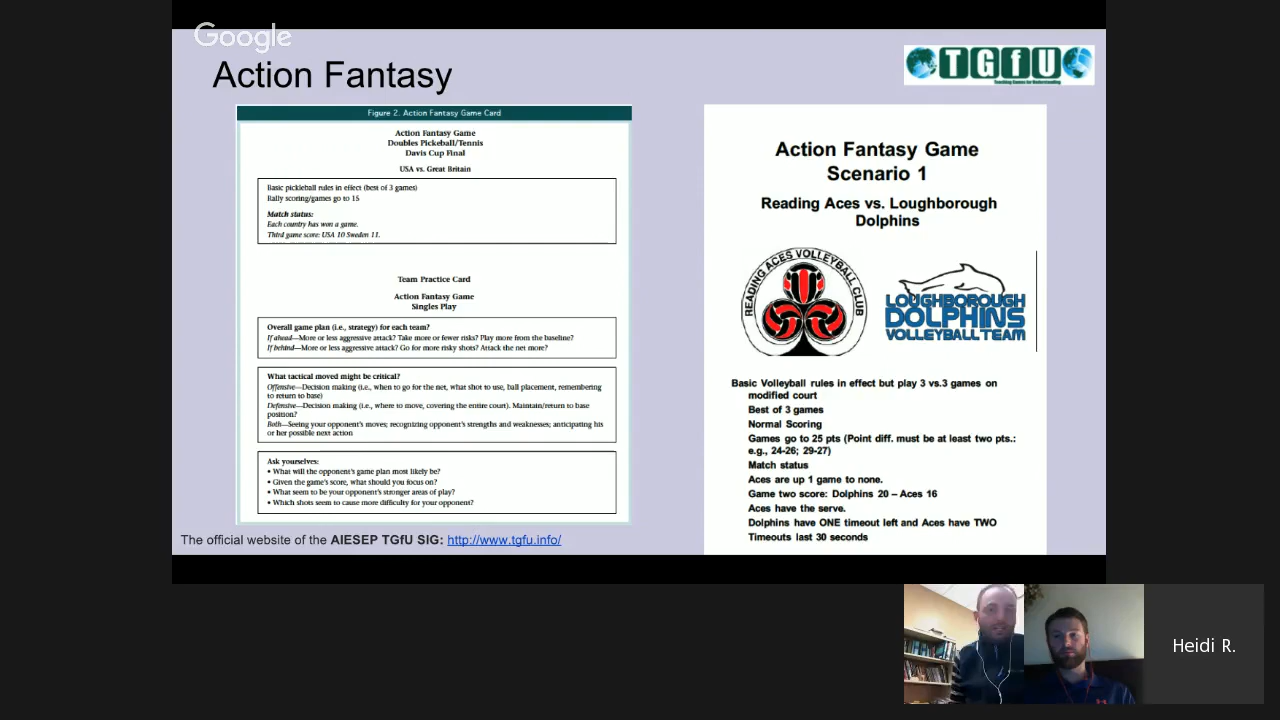 Google
Action Fantasy
TGfU
Teaching Games for Understanding
Figure 2. Action Fantasy Game Card
Action Fantasy Game
Doubles Pickeball/Tennis
Davis Cup Final
USA vs. Great Britain
Basic pickleball rules in effect (best of 3 games)
Rally scoring/games go to 15
Match status:
Each country has won a game.
Third game score: USA 10 Sweden 11.
Team Practice Card
Action Fantasy Game
Singles Play
Overall game plan (i.e., strategy) for each team?
If ahead—More or less aggressive attack? Take more or fewer risks? Play more from the baseline?
If behind—More or less aggressive attack? Go for more risky shots? Attack the net more?
What tactical moved might be critical?
Offensive—Decision making (i.e., when to go for the net, what shot to use, ball placement, remembering
to return to base)
Defensive—Decision making (i.e., where to move, covering the entire court). Maintain/return to base
position?
Both—Seeing your opponent's moves; recognizing opponent's strengths and weaknesses; anticipating his
or her possible next action
Ask yourselves:
• What will the opponent's game plan most likely be?
• Given the game's score, what should you focus on?
• What seem to be your opponent's stronger areas of play?
• Which shots seem to cause more difficulty for your opponent?
The official website of the AIESEP TGfU SIG: http://www.tgfu.info/
Action Fantasy Game
Scenario 1
Reading Aces vs. Loughborough
Dolphins
READING ACES VOLLEYBALL CLUB
LOUGHBOROUGH
DOLPHINS
VOLLEYBALL TEAM
Basic Volleyball rules in effect but play 3 vs.3 games on
modified court
Best of 3 games
Normal Scoring
Games go to 25 pts (Point diff. must be at least two pts.:
e.g., 24-26; 29-27)
Match status
Aces are up 1 game to none.
Game two score: Dolphins 20 – Aces 16
Aces have the serve.
Dolphins have ONE timeout left and Aces have TWO
Timeouts last 30 seconds
Heidi R.